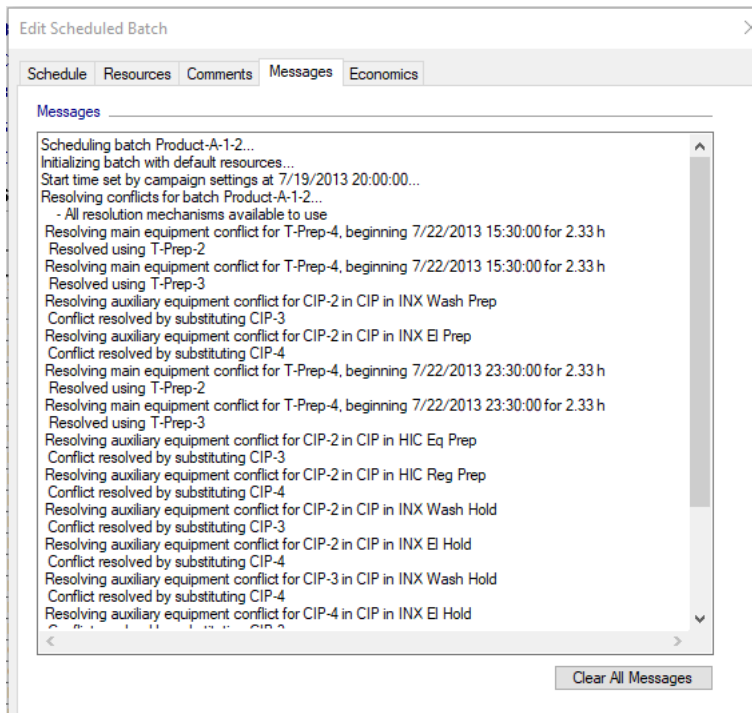 Edit Scheduled Batch
Schedule Resources Comments Messages Economics
Messages
Scheduling batch Product-A-1-2...
Initializing batch with default resources...
Start time set by campaign settings at 7/19/2013 20:00:00...
Resolving conflicts for batch Product-A-1-2...
- All resolution mechanisms available to use
Resolving main equipment conflict for T-Prep-4, beginning 7/22/2013 15:30:00 for 2.33 h
Resolved using T-Prep-2
Resolving main equipment conflict for T-Prep-4, beginning 7/22/2013 15:30:00 for 2.33 h
Resolved using T-Prep-3
Resolving auxiliary equipment conflict for CIP-2 in CIP in INX Wash Prep
Conflict resolved by substituting CIP-3
Resolving auxiliary equipment conflict for CIP-2 in CIP in INX El Prep
Conflict resolved by substituting CIP-4
Resolving main equipment conflict for T-Prep-4, beginning 7/22/2013 23:30:00 for 2.33 h
Resolved using T-Prep-2
Resolving main equipment conflict for T-Prep-4, beginning 7/22/2013 23:30:00 for 2.33 h
Resolved using T-Prep-3
Resolving auxiliary equipment conflict for CIP-2 in CIP in HIC Eq Prep
Conflict resolved by substituting CIP-3
Resolving auxiliary equipment conflict for CIP-2 in CIP in HIC Reg Prep
Conflict resolved by substituting CIP-4
Resolving auxiliary equipment conflict for CIP-2 in CIP in INX Wash Hold
Conflict resolved by substituting CIP-3
Resolving auxiliary equipment conflict for CIP-2 in CIP in INX El Hold
Conflict resolved by substituting CIP-4
Resolving auxiliary equipment conflict for CIP-3 in CIP in INX Wash Hold
Conflict resolved by substituting CIP-4
Resolving auxiliary equipment conflict for CIP-4 in CIP in INX El Hold
Clear All Messages